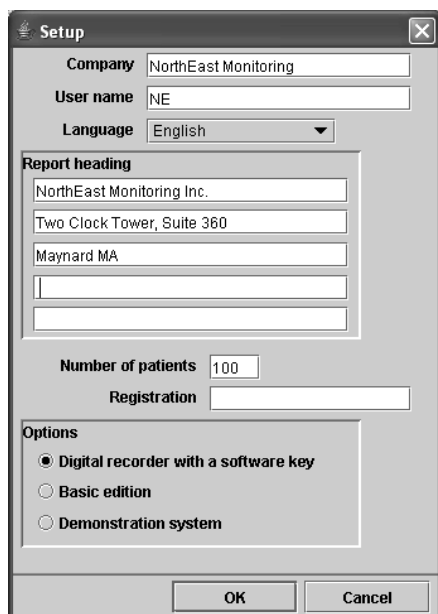 Setup
Company NorthEast Monitoring
User name NE
Language English
Report heading
NorthEast Monitoring Inc.
Two Clock Tower, Suite 360
Maynard MA
Number of patients 100
Registration
Options
Digital recorder with a software key
Basic edition
Demonstration system
OK Cancel